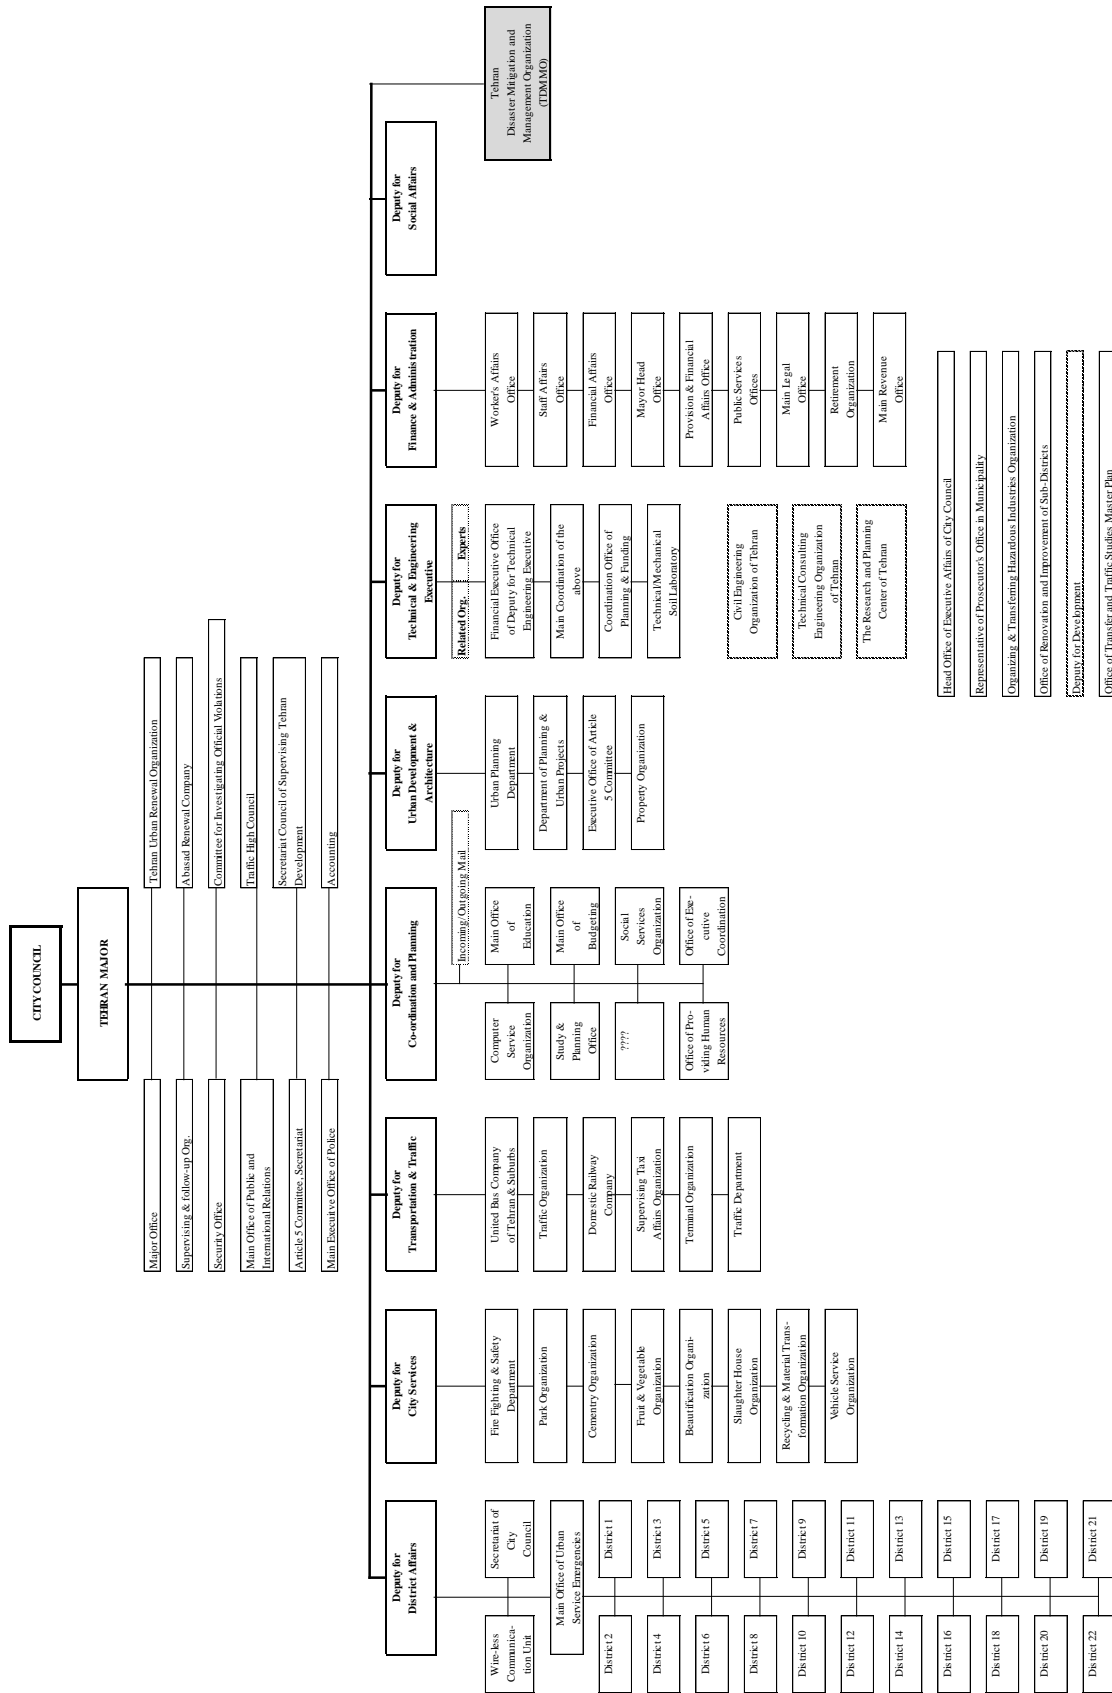 CITY COUNCIL
TEHRAN MAJOR
Major Office
Supervising & follow-up Org.
Security Office
Main Office of Public and
International Relations
Article 5 Committee, Secretariat
Main Execuitve Office of Police
Tehran Urban Renewal Organization
Abasad Renewal Company
Committee for Investigating Official Violations
Traffic High Council
Secretariat Council of Supervising Tehran
Development
Accounting
Deputy for
District Affairs
Wire-less
Communica-
tion Unit
Secretariat of
City
Council
Main Office of Urban
Service Emergencies
District 2
District 1
District 4
District 3
District 6
District 5
District 8
District 7
District 10
District 9
District 12
District 11
District 14
District 13
District 16
District 15
District 18
District 17
District 20
District 19
District 22
District 21
Deputy for
City Services
Fire Fighting & Safety
Department
Park Organization
Cementry Organization
Fruit & Vegetable
Organization
Beautification Organi-
zation
Slaughter House
Organization
Recycling & Material Trans-
formation Organization
Vehicle Service
Organization
Deputy for
Transportation & Traffic
United Bus Company
of Tehran & Suburbs
Traffic Organization
Domestic Railway
Company
Supervising Taxi
Affairs Organization
Terminal Organization
Traffic Department
Deputy for
Co-ordination and Planning
Incoming/Outgoing Mail
Computer
Service
Organization
Main Office
of
Education
Study &
Planning
Office
Main Office
of
Budgeting
????
Social
Services
Organization
Office of Pro-
viding Human
Resources
Office of Exe-
cutive
Coordination
Deputy for
Urban Development &
Architecture
Urban Planning
Department
Department of Planning &
Urban Projects
Executive Office of Article
5 Committee
Property Organization
Deputy for
Technical & Engineering
Executive
Related Org.
Experts
Financial Executive Office
of Deputy for Technical
Engineering Executive
Main Coordination of the
above
Coordination Office of
Planning & Funding
Technical/Mechanical
Soil Laboratory
Civil Engineering
Organization of Tehran
Technical Consulting
Engineering Organization
of Tehran
The Research and Planning
Center of Tehran
Deputy for
Finance & Administration
Worker's Affairs
Office
Staff Affairs
Office
Financial Affairs
Office
Mayor Head
Office
Provision & Financial
Affairs Office
Public Services
Offices
Main Legal
Office
Retirement
Organization
Main Revenue
Office
Deputy for
Social Affairs
Tehran
Disaster Mitigation and
Management Organization
(TDMMO)
Head Office of Executive Affairs of City Council
Representative of Prosecutor's Office in Municipality
Organizing & Transferring Hazardous Industries Organization
Office of Renovation and Improvement of Sub-Districts
Deputy for Development
Office of Transfer and Traffic Studies Master Plan